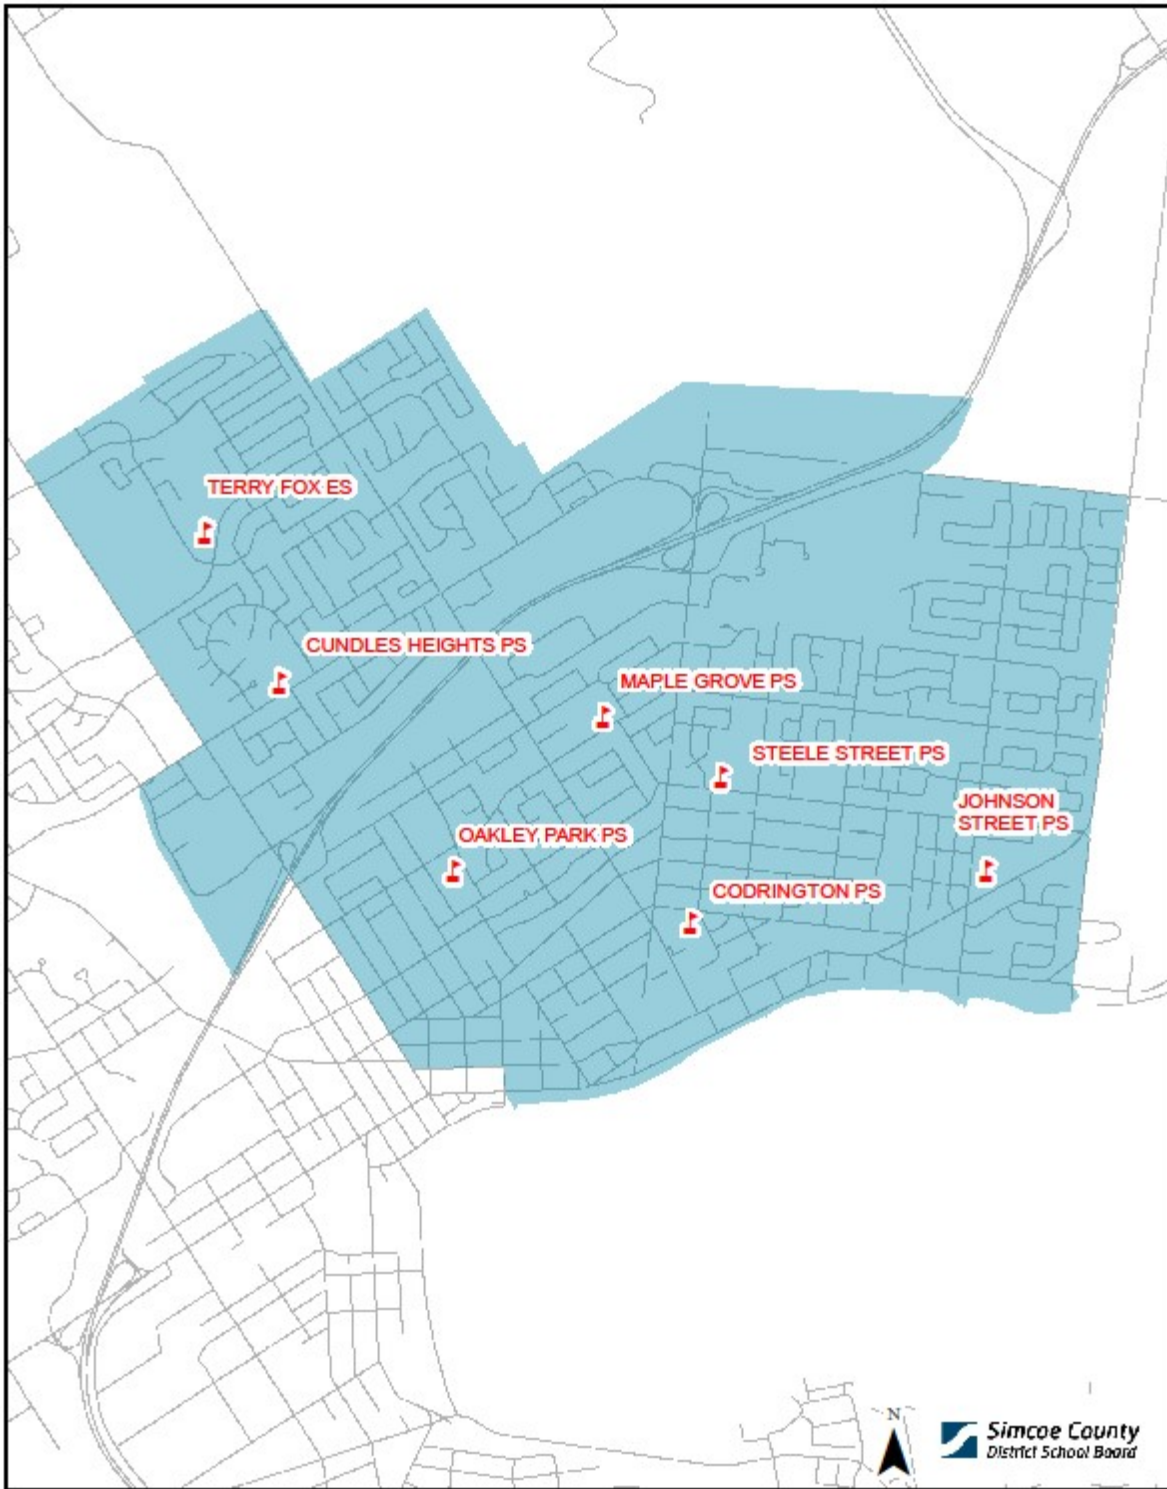 TERRY FOX ES
CUNDLES HEIGHTS PS
MAPLE GROVE PS
STEELE STREET PS
JOHNSON
STREET PS
OAKLEY PARK PS
CODRINGTON PS
N
Simcoe County
District School Board